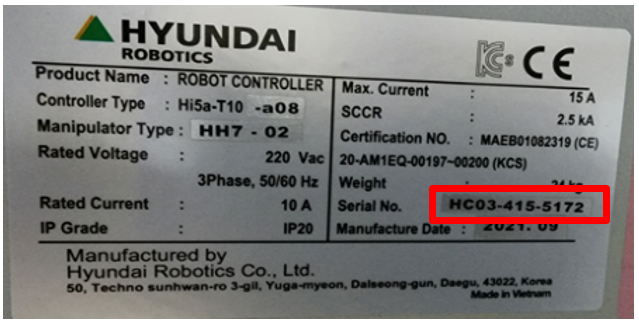 HYUNDAI
ROBOTICS
KCs CE
Product Name : ROBOT CONTROLLER
Controller Type : Hi5a-T10 -a08
Manipulator Type : HH7 - 02
Rated Voltage : 220 Vac
3Phase, 50/60 Hz
Rated Current : 10 A
IP Grade : IP20
Max. Current : 15 A
SCCR : 2.5 kA
Certification NO. : MAEB01082319 (CE)
20-AM1EQ-00197~00200 (KCS)
Weight : kg
Serial No. HC03-415-5172
Manufacture Date : 2021. 09
Manufactured by
Hyundai Robotics Co., Ltd.
50, Techno sunhwan-ro 3-gil, Yuga-myeon, Dalseong-gun, Daegu, 43022, Korea
Made in Vietnam